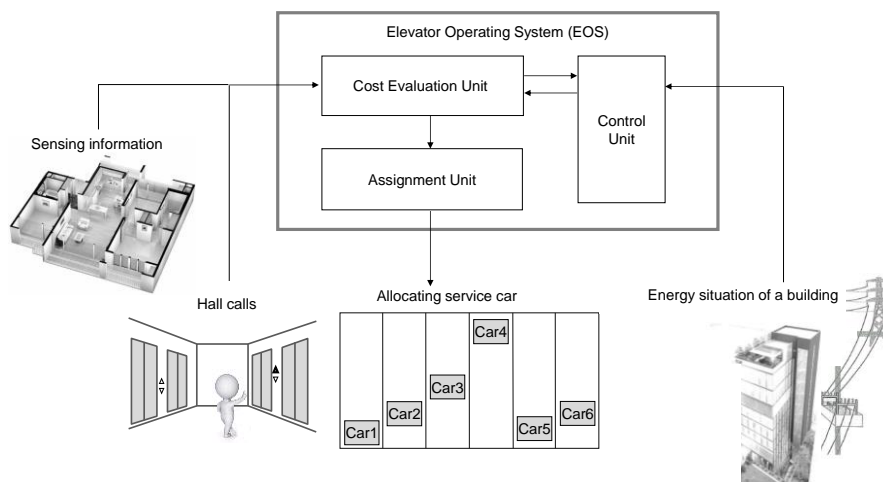 Elevator Operating System (EOS)
Cost Evaluation Unit
Control
Unit
Sensing information
Assignment Unit
Hall calls
Allocating service car
Energy situation of a building
Car4
Car3
Car2
Car6
Car1
Car5